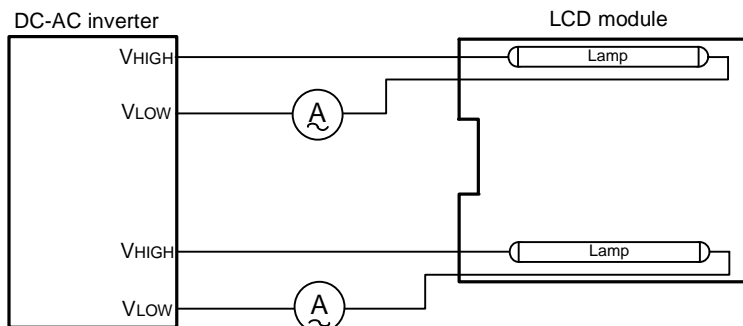 DC-AC inverter
LCD module
VHIGH
Lamp
VLOW
A
VHIGH
Lamp
VLOW
A